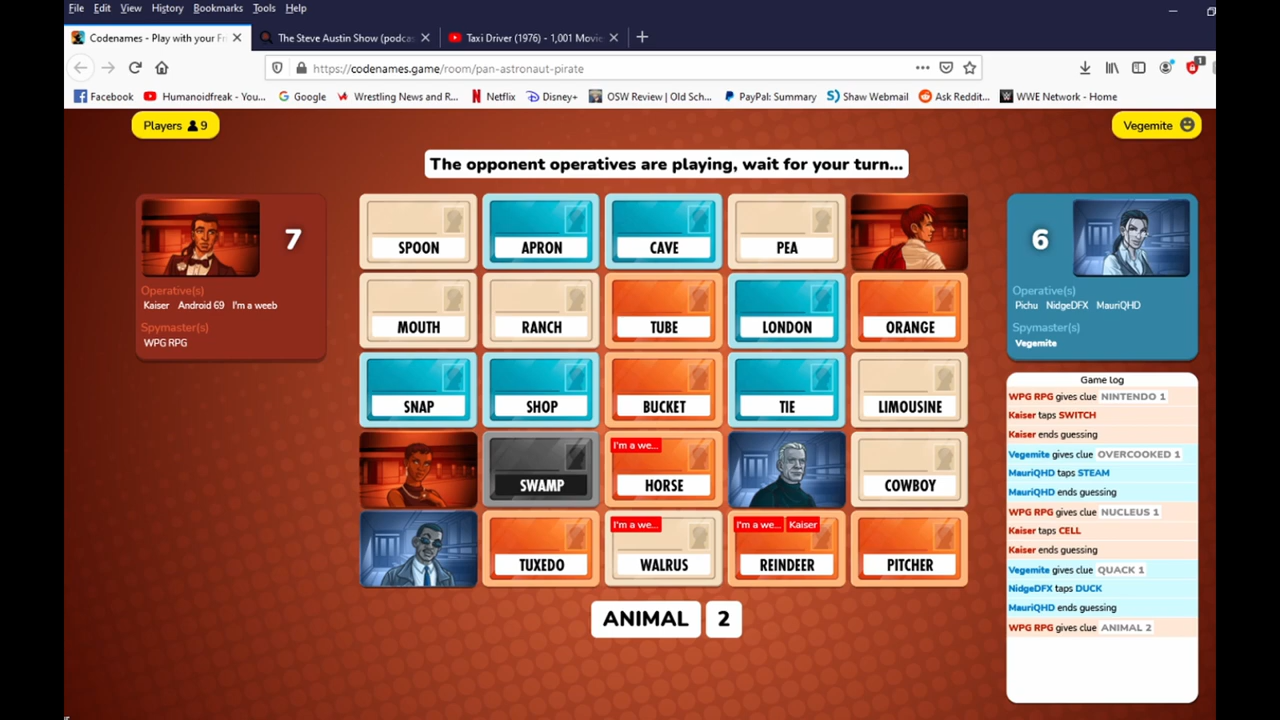 File Edit View History Bookmarks Tools Help
Codenames - Play with your Fri
The Steve Austin Show (podcas
Taxi Driver (1976) - 1,001 Movie
https://codenames.game/room/pan-astronaut-pirate
1
Facebook Humanoidfreak - You... Google Wrestling News and R... Netflix Disney+ OSW Review | Old Sch... PayPal: Summary Shaw Webmail Ask Reddit... WWE Network - Home
Players 9
Vegemite
The opponent operatives are playing, wait for your turn...
7
Operative(s)
Kaiser Android 69 I'm a weeb
Spymaster(s)
WPG RPG
SPOON APRON CAVE PEA
MOUTH RANCH TUBE LONDON ORANGE
SNAP SHOP BUCKET TIE LIMOUSINE
I'm a we...
SWAMP HORSE COWBOY
I'm a we... I'm a we... Kaiser
TUXEDO WALRUS REINDEER PITCHER
ANIMAL 2
6
Operative(s)
Pichu NidgeDFX MauriQHD
Spymaster(s)
Vegemite
Game log
WPG RPG gives clue NINTENDO 1
Kaiser taps SWITCH
Kaiser ends guessing
Vegemite gives clue OVERCOOKED 1
MauriQHD taps STEAM
MauriQHD ends guessing
WPG RPG gives clue NUCLEUS 1
Kaiser taps CELL
Kaiser ends guessing
Vegemite gives clue QUACK 1
NidgeDFX taps DUCK
MauriQHD ends guessing
WPG RPG gives clue ANIMAL 2